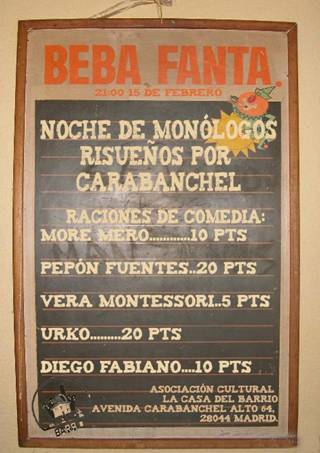 BEBA FANTA.
21:00 15 DE FEBRERO
NOCHE DE MONÓLOGOS
RISUEÑOS POR
CARABANCHEL
RACIONES DE COMEDIA:
MORE MERO............10 PTS
PEPÓN FUENTES..20 PTS
VERA MONTESSORI..5 PTS
URKO.........20 PTS
DIEGO FABIANO....10 PTS
ASOCIACIÓN CULTURAL
LA CASA DEL BARRIO
AVENIDA CARABANCHEL ALTO 64,
28044 MADRID.